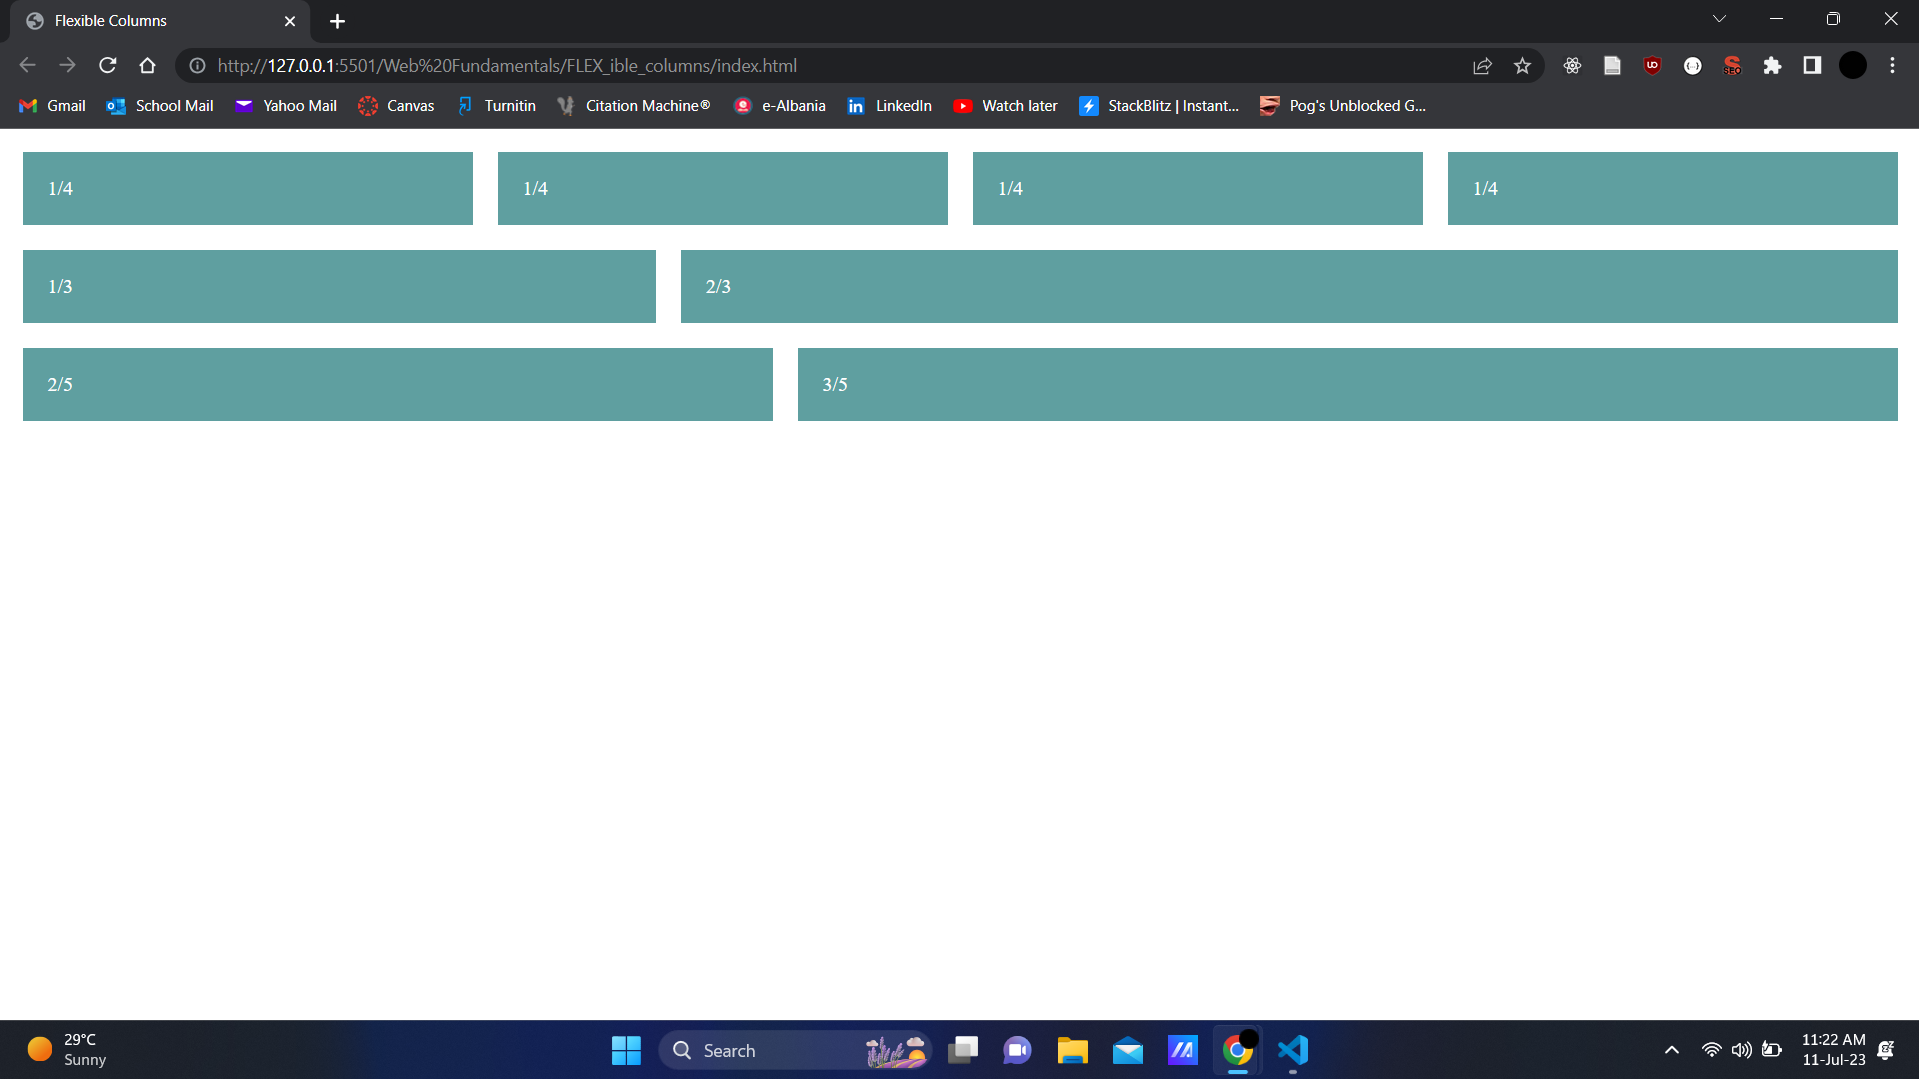 Flexible Columns
http://127.0.0.1:5501/Web%20Fundamentals/FLEX_ible_columns/index.html
Gmail School Mail Yahoo Mail Canvas Turnitin Citation Machine® e-Albania LinkedIn Watch later StackBlitz | Instant... Pog's Unblocked G...
1/4 1/4 1/4 1/4
1/3 2/3
2/5 3/5
29°C
Sunny
Search
11:22 AM
11-Jul-23